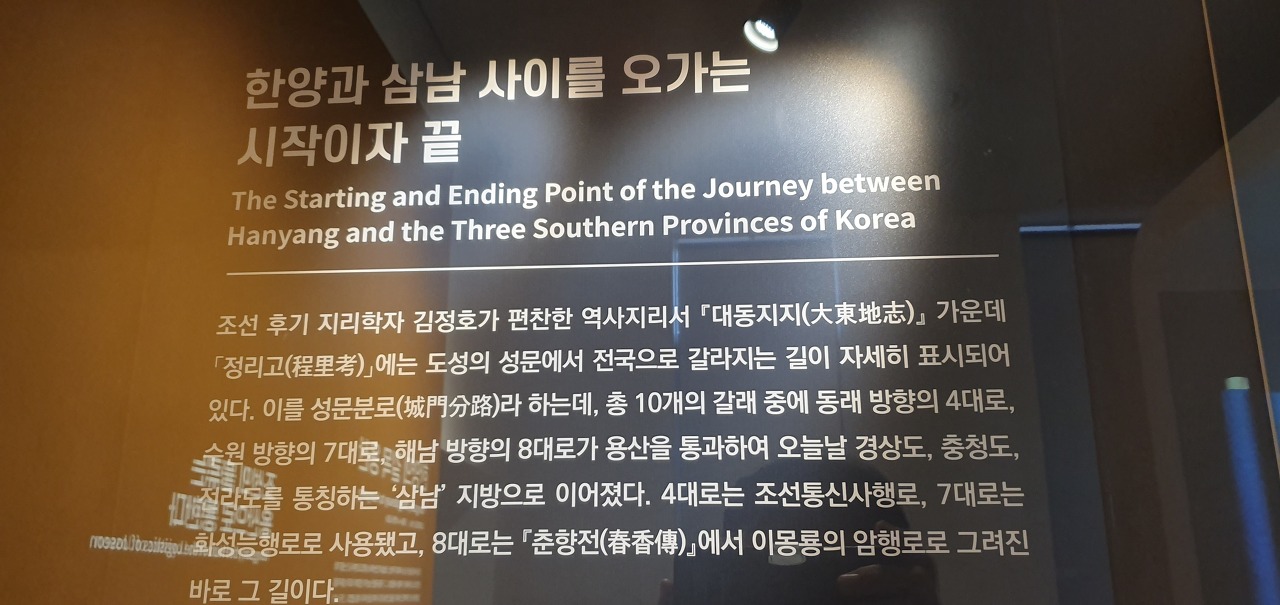 한양과 삼남 사이를 오가는
시작이자 끝
The Starting and Ending Point of the Journey between
Hanyang and the Three Southern Provinces of Korea
조선 후기 지리학자 김정호가 편찬한 역사지리서 『대동지지(大東地志)』 가운데
「정리고(程里考)」에는 도성의 성문에서 전국으로 갈라지는 길이 자세히 표시되어
있다. 이를 성문분로(城門分路)라 하는데, 총 10개의 갈래 중에 동래 방향의 4대로,
수원 방향의 7대로, 해남 방향의 8대로가 용산을 통과하여 오늘날 경상도, 충청도,
전라도를 통칭하는 ‘삼남’ 지방으로 이어졌다. 4대로는 조선통신사행로, 7대로는
화성능행로로 사용됐고, 8대로는 『춘향전(春香傳)』에서 이몽룡의 암행로로 그려진
바로 그 길이다.